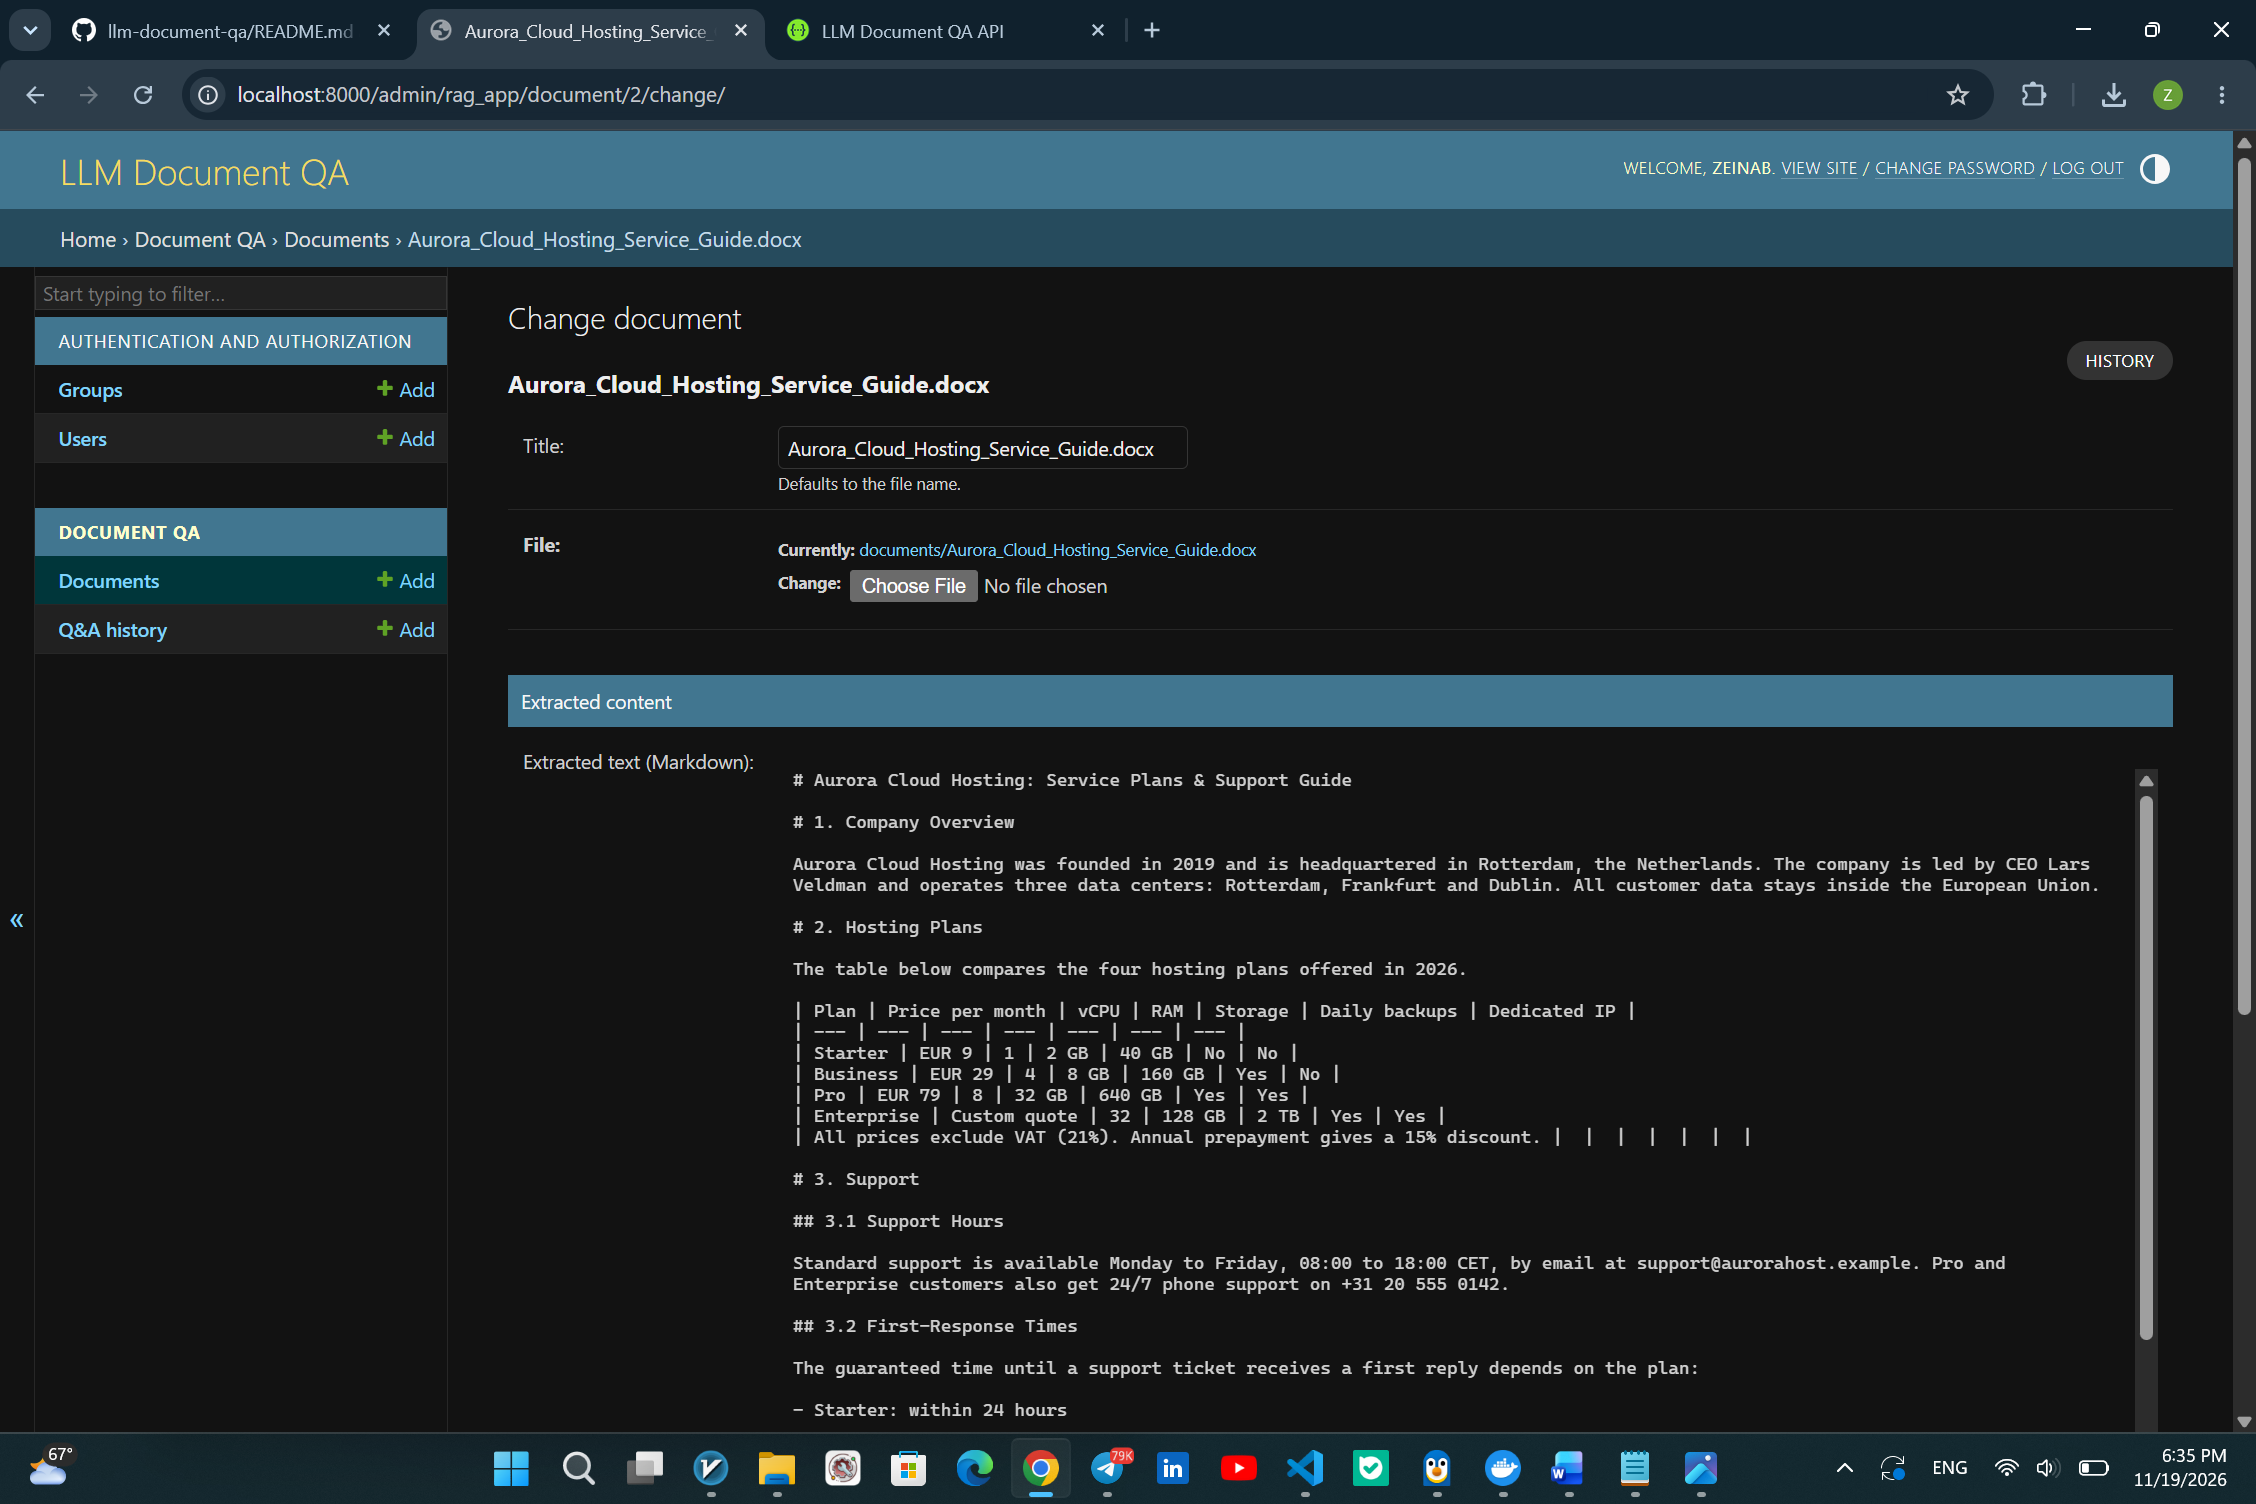 llm-document-qa/README.md
Aurora_Cloud_Hosting_Service_
LLM Document QA API
localhost:8000/admin/rag_app/document/2/change/
Z
LLM Document QA
WELCOME, ZEINAB. VIEW SITE / CHANGE PASSWORD / LOG OUT
Home › Document QA › Documents › Aurora_Cloud_Hosting_Service_Guide.docx
Start typing to filter...
AUTHENTICATION AND AUTHORIZATION
Groups + Add
Users + Add
DOCUMENT QA
Documents + Add
Q&A history + Add
«
Change document
HISTORY
Aurora_Cloud_Hosting_Service_Guide.docx
Title: Aurora_Cloud_Hosting_Service_Guide.docx
Defaults to the file name.
File: Currently: documents/Aurora_Cloud_Hosting_Service_Guide.docx
Change: Choose File No file chosen
Extracted content
Extracted text (Markdown):
# Aurora Cloud Hosting: Service Plans & Support Guide
# 1. Company Overview
Aurora Cloud Hosting was founded in 2019 and is headquartered in Rotterdam, the Netherlands. The company is led by CEO Lars
Veldman and operates three data centers: Rotterdam, Frankfurt and Dublin. All customer data stays inside the European Union.
# 2. Hosting Plans
The table below compares the four hosting plans offered in 2026.
| Plan | Price per month | vCPU | RAM | Storage | Daily backups | Dedicated IP |
| --- | --- | --- | --- | --- | --- | --- |
| Starter | EUR 9 | 1 | 2 GB | 40 GB | No | No |
| Business | EUR 29 | 4 | 8 GB | 160 GB | Yes | No |
| Pro | EUR 79 | 8 | 32 GB | 640 GB | Yes | Yes |
| Enterprise | Custom quote | 32 | 128 GB | 2 TB | Yes | Yes |
| All prices exclude VAT (21%). Annual prepayment gives a 15% discount. |  |  |  |  |  |  |
# 3. Support
## 3.1 Support Hours
Standard support is available Monday to Friday, 08:00 to 18:00 CET, by email at support@aurorahost.example. Pro and
Enterprise customers also get 24/7 phone support on +31 20 555 0142.
## 3.2 First-Response Times
The guaranteed time until a support ticket receives a first reply depends on the plan:
- Starter: within 24 hours
67°
79K
ENG
6:35 PM
11/19/2026